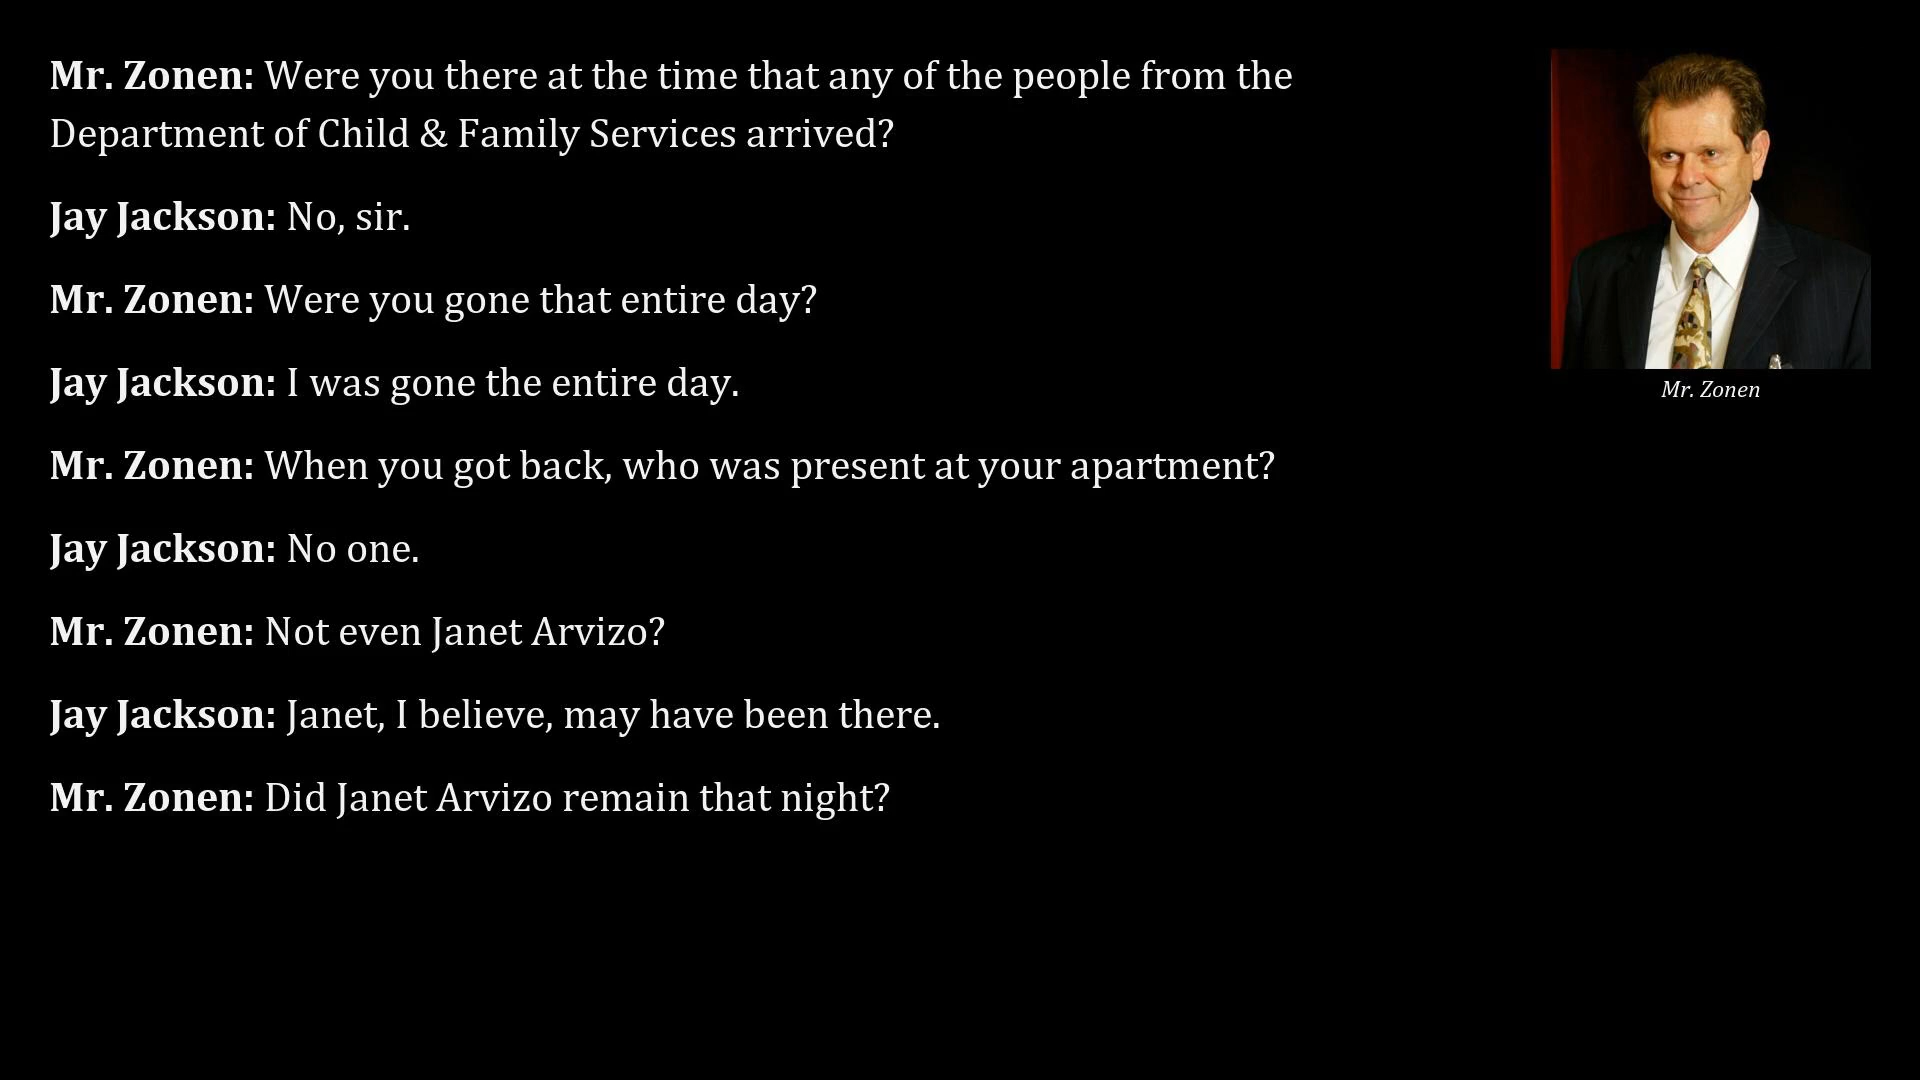 Mr. Zonen: Were you there at the time that any of the people from the
Department of Child & Family Services arrived?
Jay Jackson: No, sir.
Mr. Zonen: Were you gone that entire day?
Jay Jackson: I was gone the entire day.
Mr. Zonen: When you got back, who was present at your apartment?
Jay Jackson: No one.
Mr. Zonen: Not even Janet Arvizo?
Jay Jackson: Janet, I believe, may have been there.
Mr. Zonen: Did Janet Arvizo remain that night?
Mr. Zonen